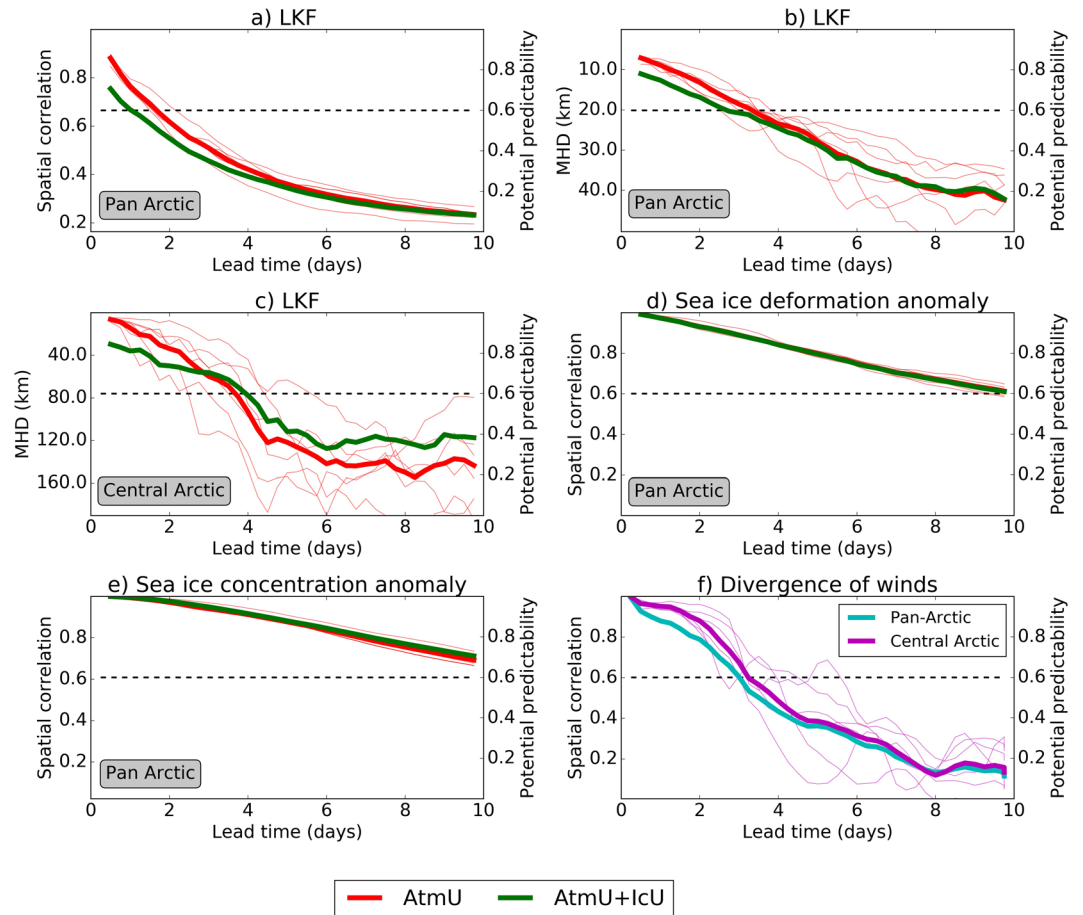 a) LKF
Spatial correlation
0.8
0.6
0.4
0.2
Potential predictability
0.8
0.6
0.4
0.2
Pan Arctic
0 2 4 6 8 10
Lead time (days)
b) LKF
MHD (km)
10.0
20.0
30.0
40.0
Potential predictability
0.8
0.6
0.4
0.2
Pan Arctic
0 2 4 6 8 10
Lead time (days)
c) LKF
MHD (km)
40.0
80.0
120.0
160.0
Potential predictability
0.8
0.6
0.4
0.2
Central Arctic
0 2 4 6 8 10
Lead time (days)
d) Sea ice deformation anomaly
Spatial correlation
0.8
0.6
0.4
0.2
Potential predictability
0.8
0.6
0.4
0.2
Pan Arctic
0 2 4 6 8 10
Lead time (days)
e) Sea ice concentration anomaly
Spatial correlation
0.8
0.6
0.4
0.2
Potential predictability
0.8
0.6
0.4
0.2
Pan Arctic
0 2 4 6 8 10
Lead time (days)
f) Divergence of winds
Spatial correlation
0.8
0.6
0.4
0.2
Potential predictability
0.8
0.6
0.4
0.2
Pan-Arctic
Central Arctic
0 2 4 6 8 10
Lead time (days)
AtmU AtmU+IcU